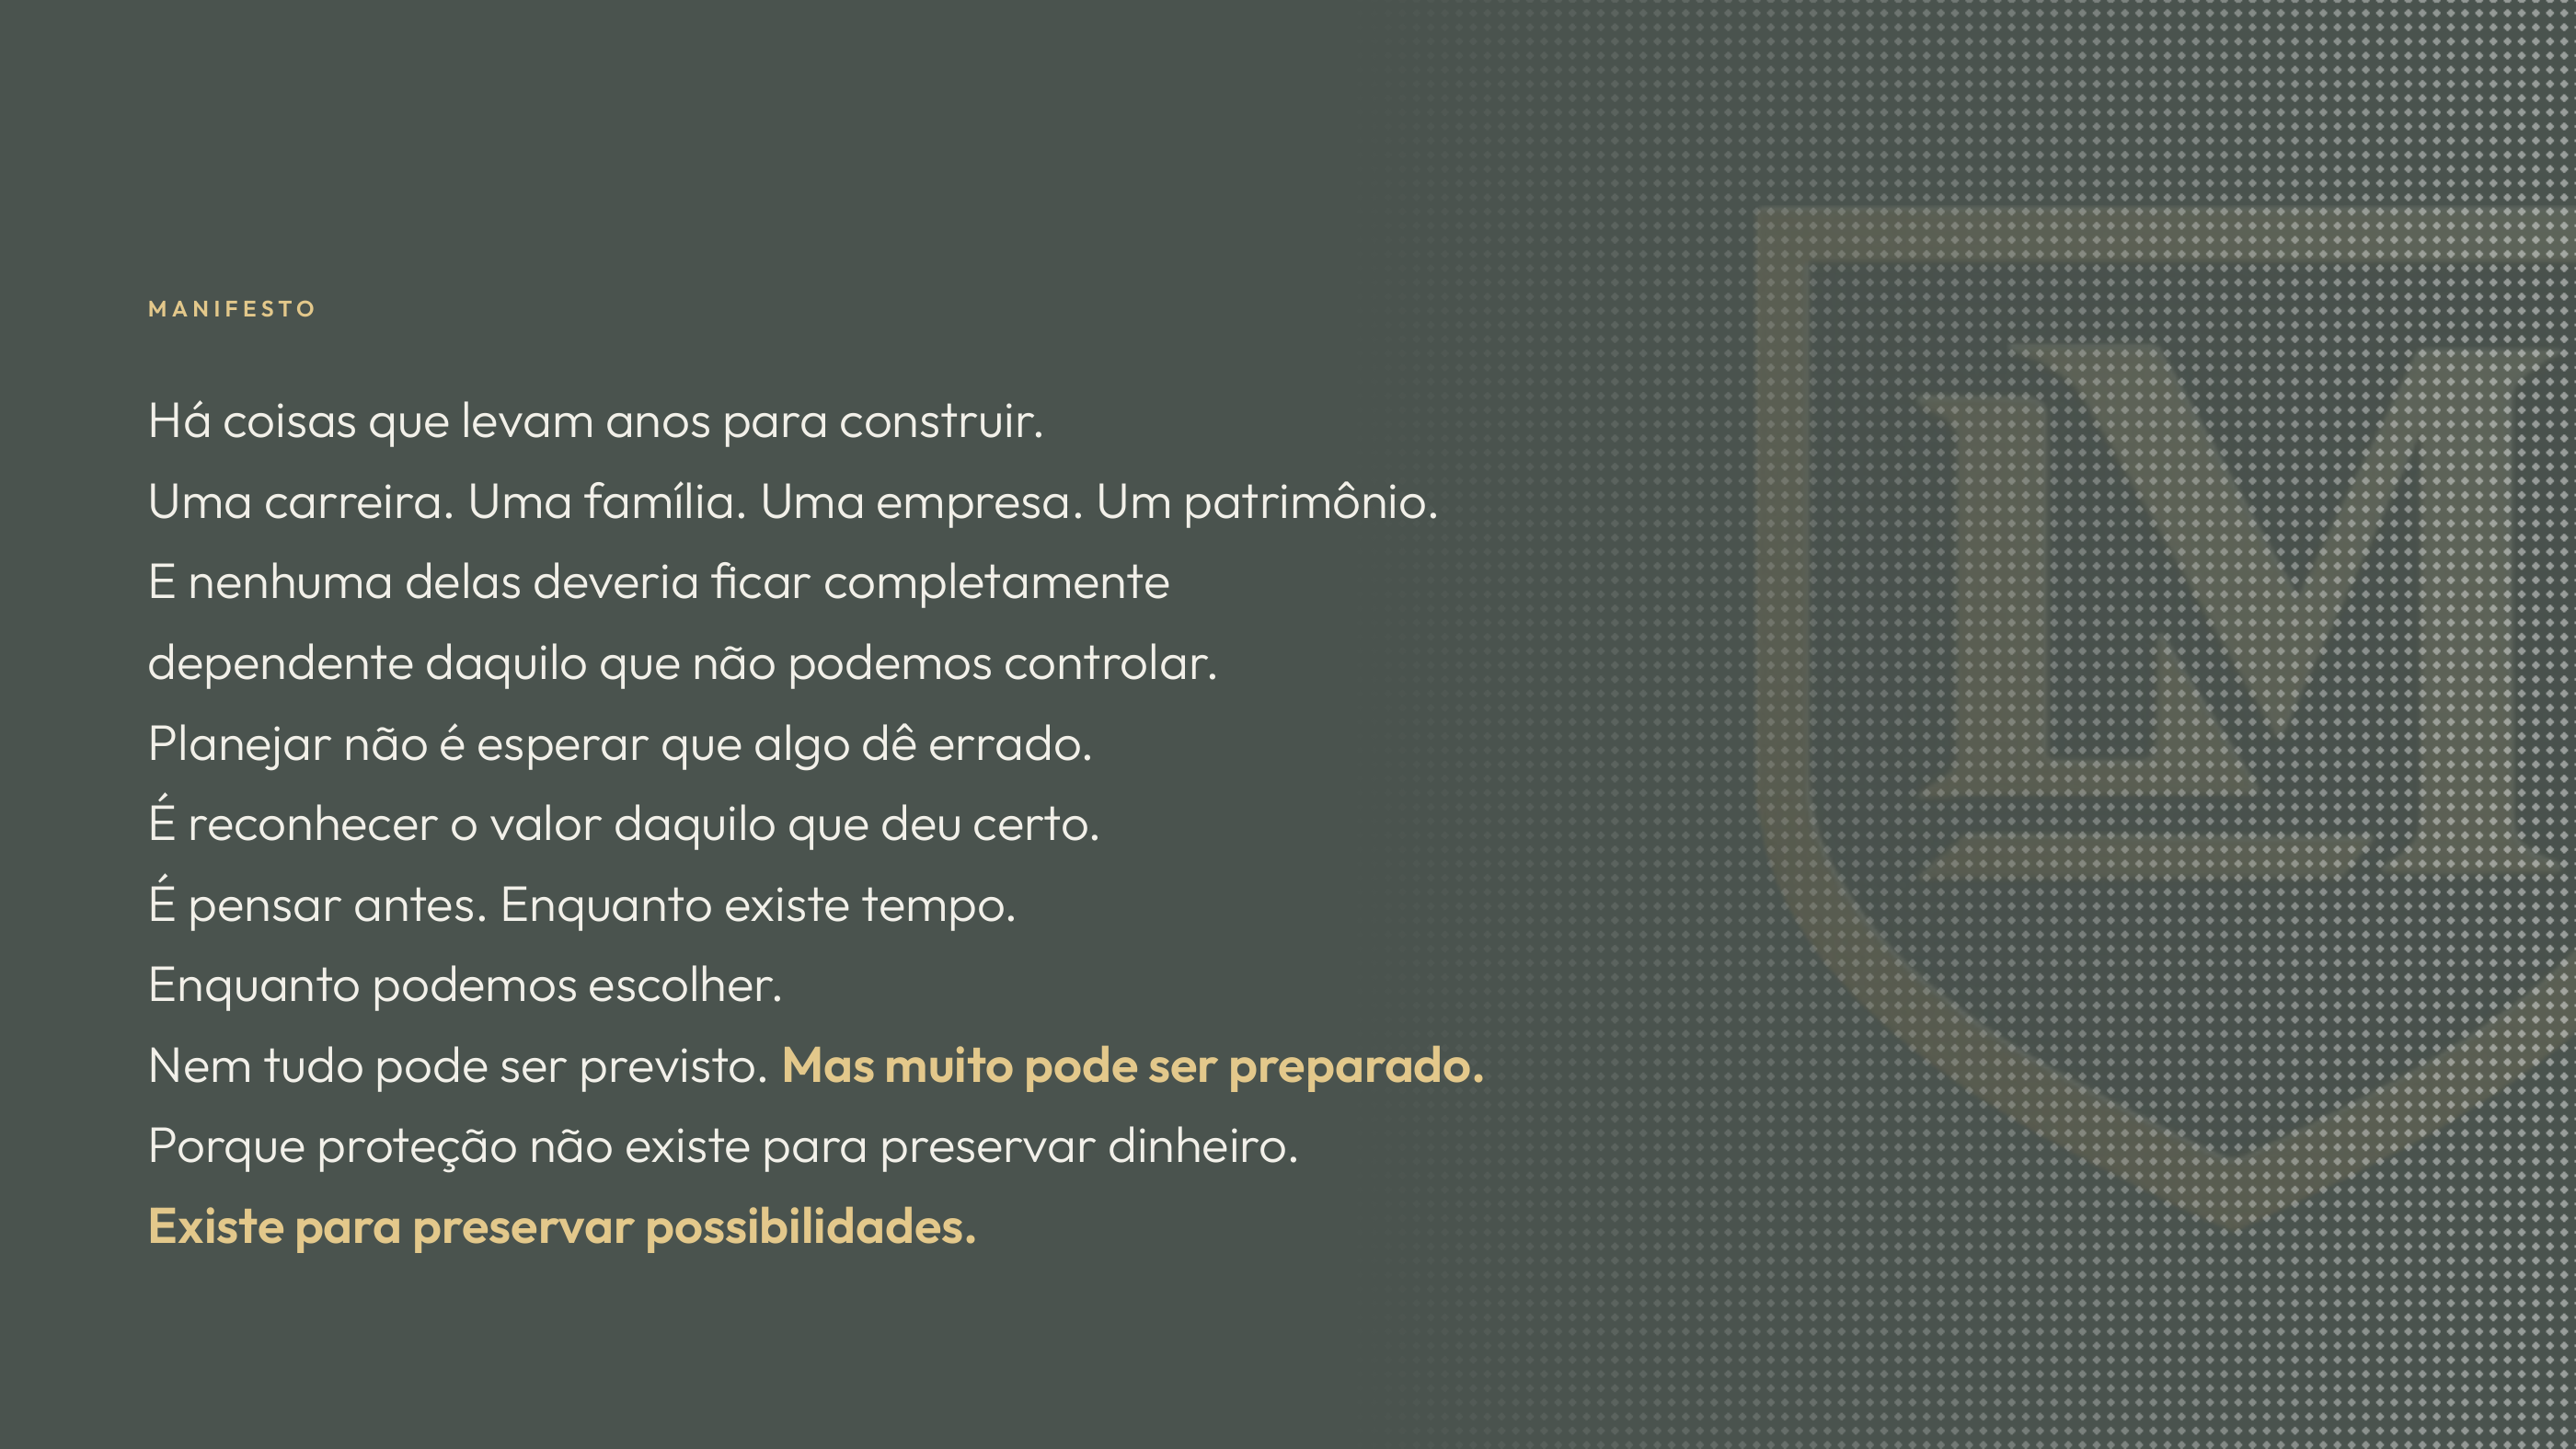 MANIFESTO
Há coisas que levam anos para construir.
Uma carreira. Uma família. Uma empresa. Um patrimônio.
E nenhuma delas deveria ficar completamente
dependente daquilo que não podemos controlar.
Planejar não é esperar que algo dê errado.
É reconhecer o valor daquilo que deu certo.
É pensar antes. Enquanto existe tempo.
Enquanto podemos escolher.
Nem tudo pode ser previsto. Mas muito pode ser preparado.
Porque proteção não existe para preservar dinheiro.
Existe para preservar possibilidades.
LM